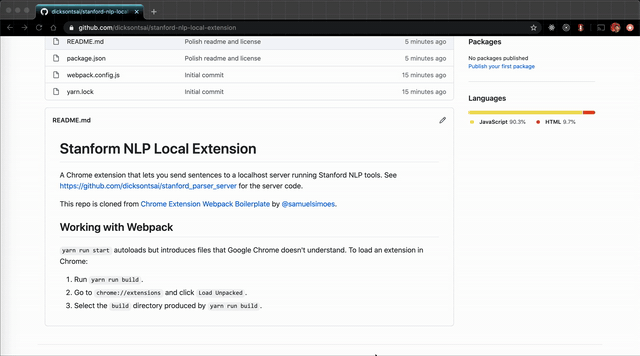 dicksontsai/stanford-nlp-loca
github.com/dicksontsai/stanford-nlp-local-extension
README.md Polish readme and license 5 minutes ago
package.json Polish readme and license 5 minutes ago
webpack.config.js Initial commit 15 minutes ago
yarn.lock Initial commit 15 minutes ago
README.md
Stanform NLP Local Extension
A Chrome extension that lets you send sentences to a localhost server running Stanford NLP tools. See
https://github.com/dicksontsai/stanford_parser_server for the server code.
This repo is cloned from Chrome Extension Webpack Boilerplate by @samuelsimoes.
Working with Webpack
yarn run start autoloads but introduces files that Google Chrome doesn't understand. To load an extension in
Chrome:
1. Run yarn run build .
2. Go to chrome://extensions and click Load Unpacked .
3. Select the build directory produced by yarn run build .
Packages
No packages published
Publish your first package
Languages
JavaScript 90.3% HTML 9.7%